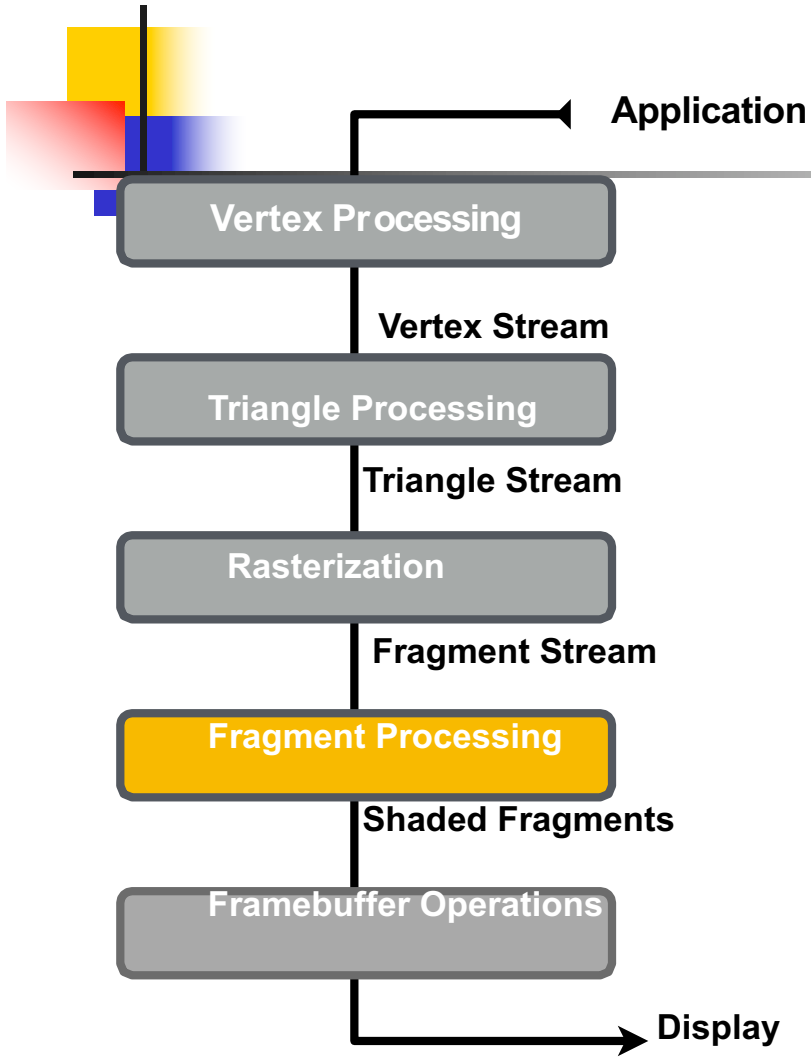 Application
Vertex Processing
Vertex Stream
Triangle Processing
Triangle Stream
Rasterization
Fragment Stream
Fragment Processing
Shaded Fragments
Framebuffer Operations
Display